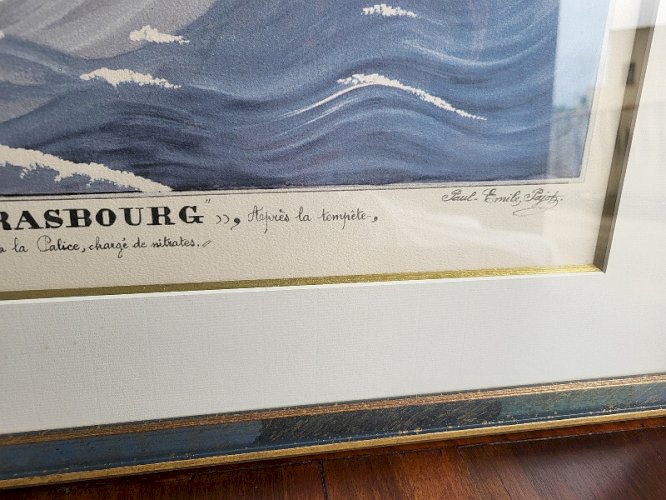 RASBOURG" », Après la tempête,
la Palice, chargé de nitrates.
Paul-Emile Pajot.